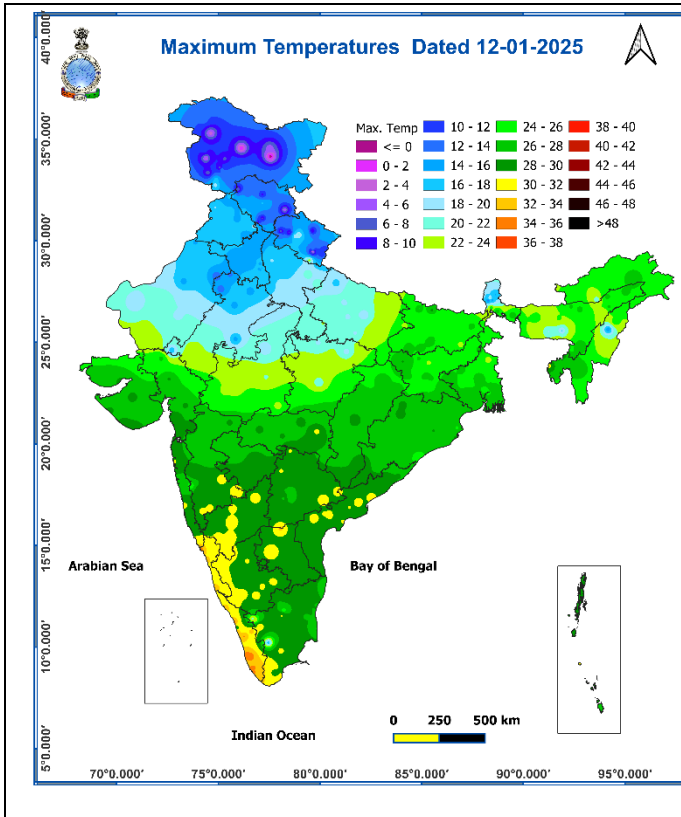 Maximum Temperatures Dated 12-01-2025
Max. Temp
<= 0
0 - 2
2 - 4
4 - 6
6 - 8
8 - 10
10 - 12
12 - 14
14 - 16
16 - 18
18 - 20
20 - 22
22 - 24
24 - 26
26 - 28
28 - 30
30 - 32
32 - 34
34 - 36
36 - 38
38 - 40
40 - 42
42 - 44
44 - 46
46 - 48
>48
40°0.000'
35°0.000'
30°0.000'
25°0.000'
20°0.000'
15°0.000'
10°0.000'
5°0.000'
Arabian Sea
Bay of Bengal
Indian Ocean
0 250 500 km
70°0.000' 75°0.000' 80°0.000' 85°0.000' 90°0.000' 95°0.000'